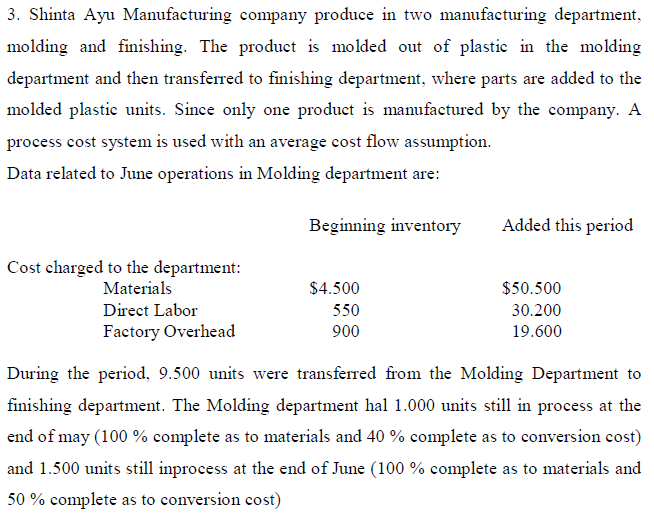 3. Shinta Ayu Manufacturing company produce in two manufacturing department,
molding and finishing. The product is molded out of plastic in the molding
department and then transferred to finishing department, where parts are added to the
molded plastic units. Since only one product is manufactured by the company. A
process cost system is used with an average cost flow assumption.
Data related to June operations in Molding department are:
Beginning inventory Added this period
Cost charged to the department:
Materials $4.500 $50.500
Direct Labor 550 30.200
Factory Overhead 900 19.600
During the period, 9.500 units were transferred from the Molding Department to
finishing department. The Molding department hal 1.000 units still in process at the
end of may (100 % complete as to materials and 40 % complete as to conversion cost)
and 1.500 units still inprocess at the end of June (100 % complete as to materials and
50 % complete as to conversion cost)